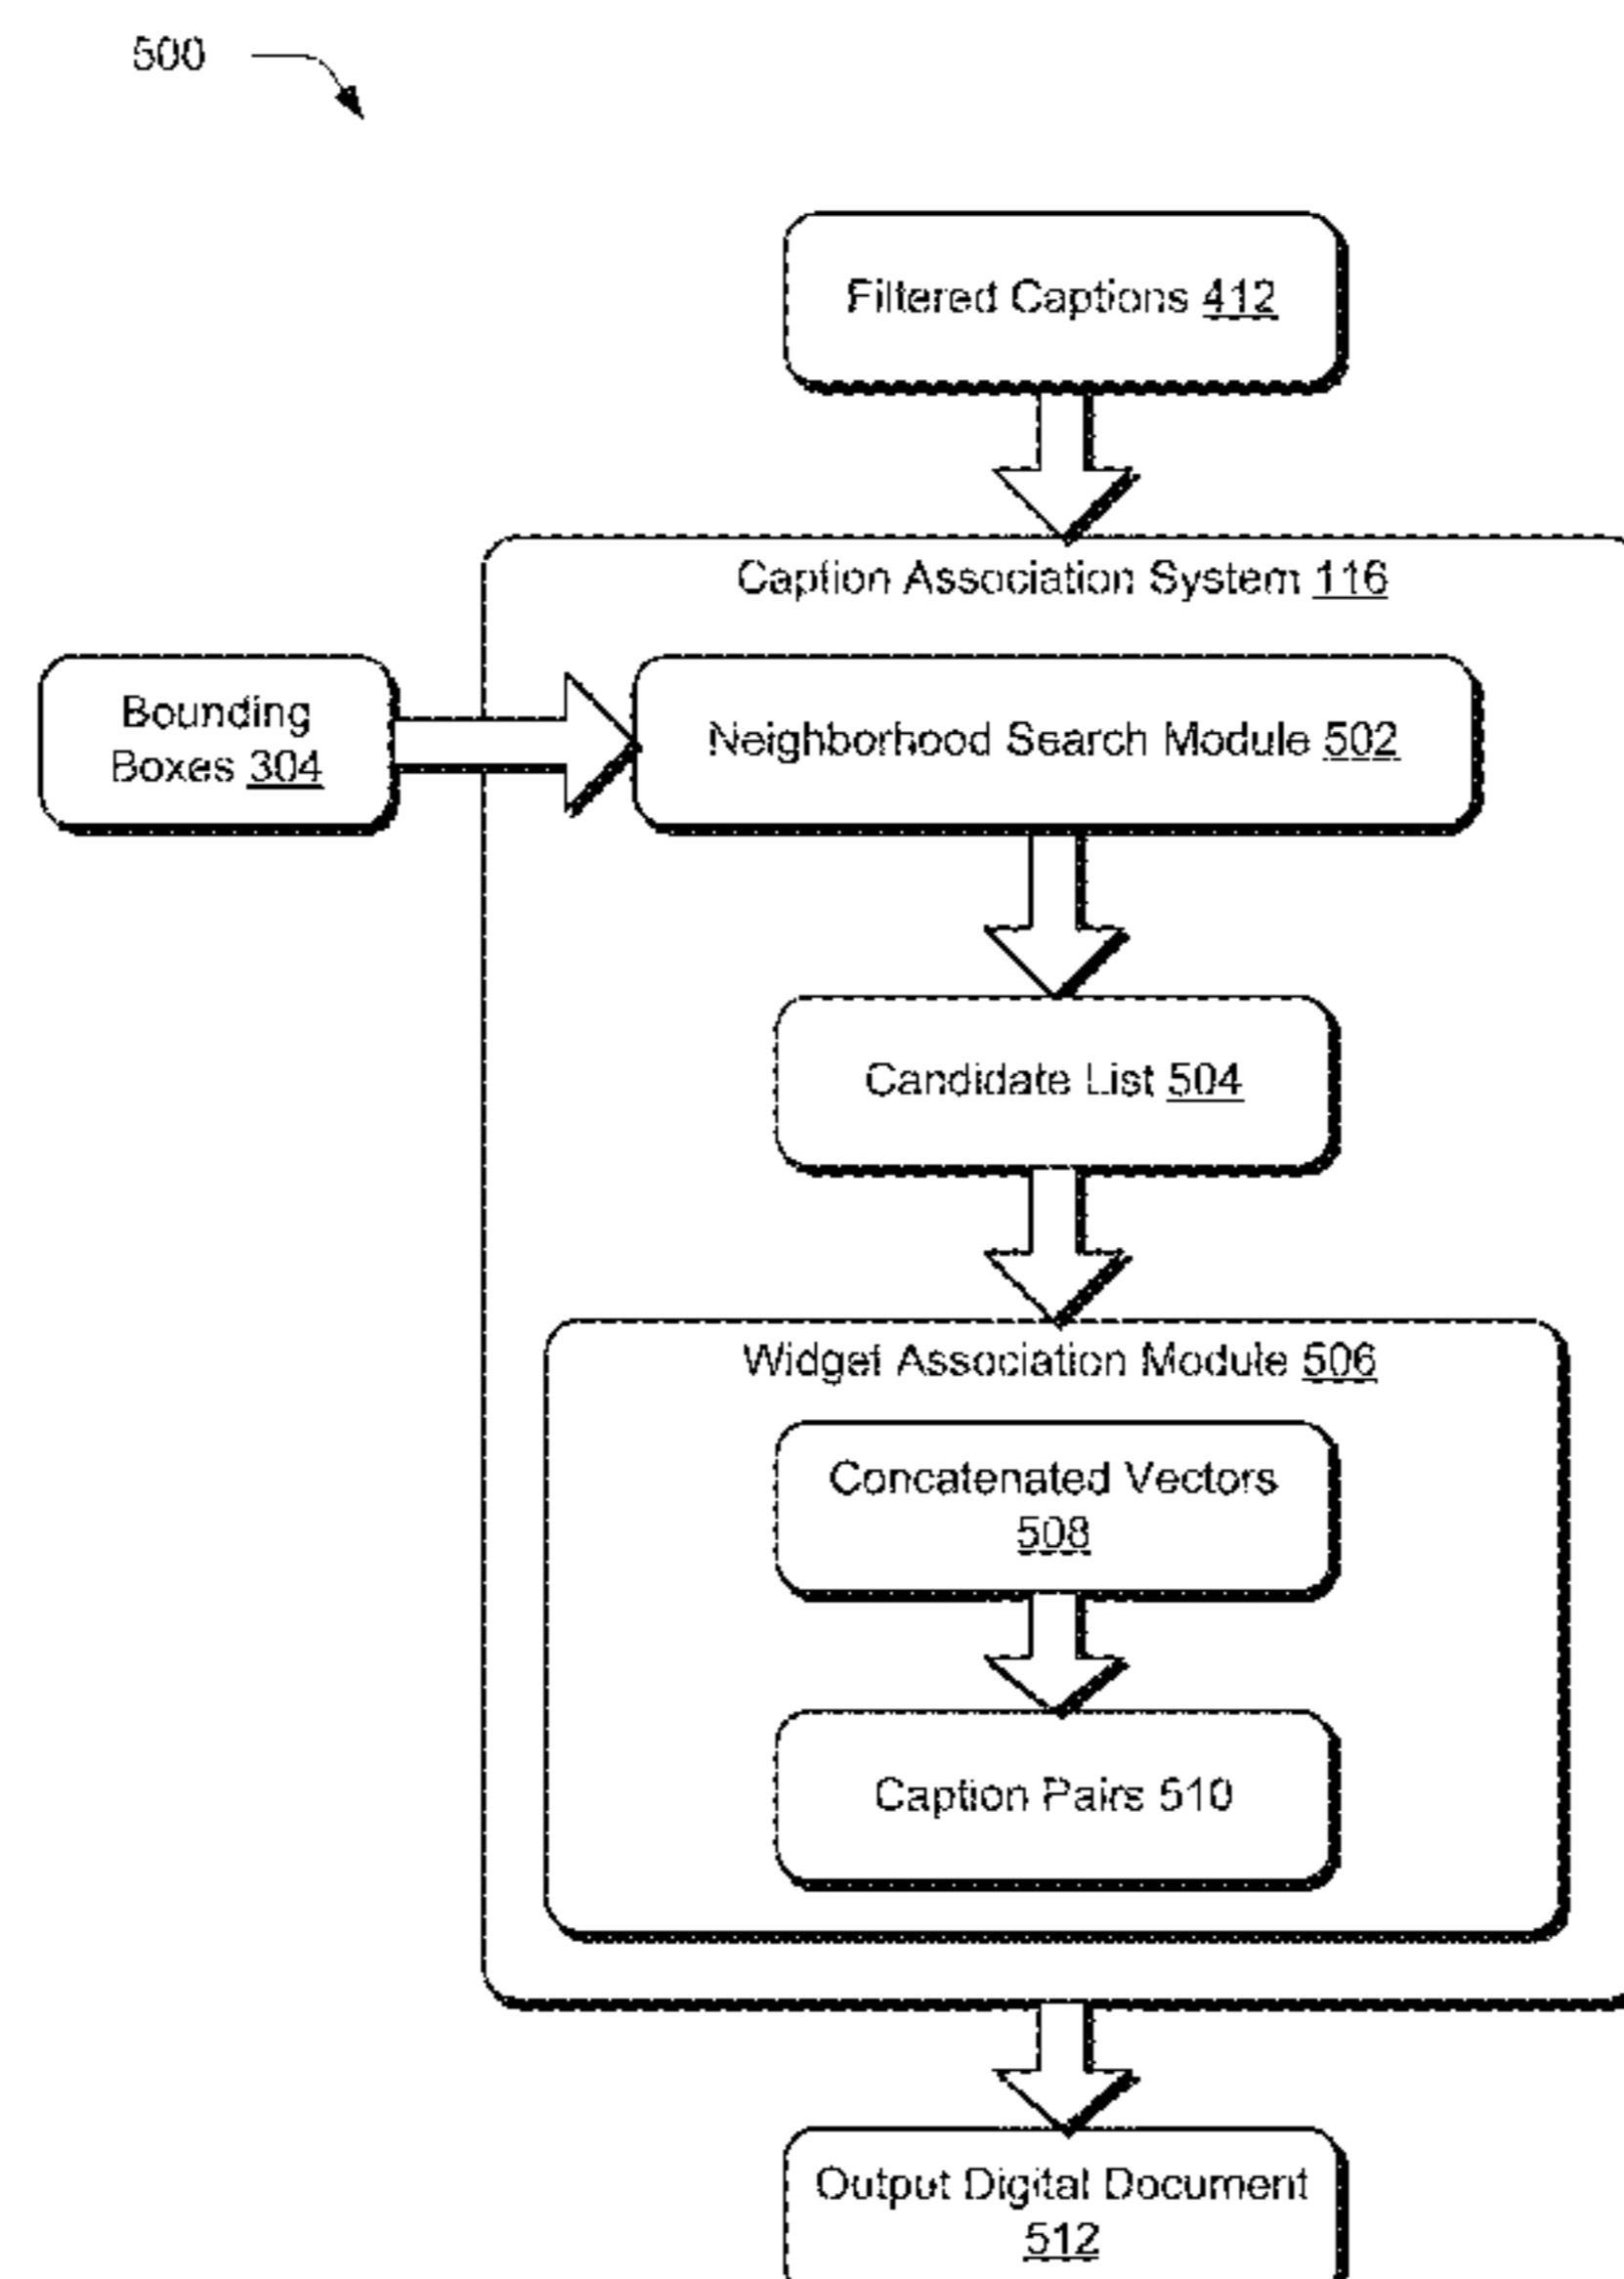 500
Filtered Captions 412
Caption Association System 116
Bounding
Boxes 304
Neighborhood Search Module 502
Candidate List 504
Widget Association Module 506
Concatenated Vectors
508
Caption Pairs 510
Output Digital Document
512